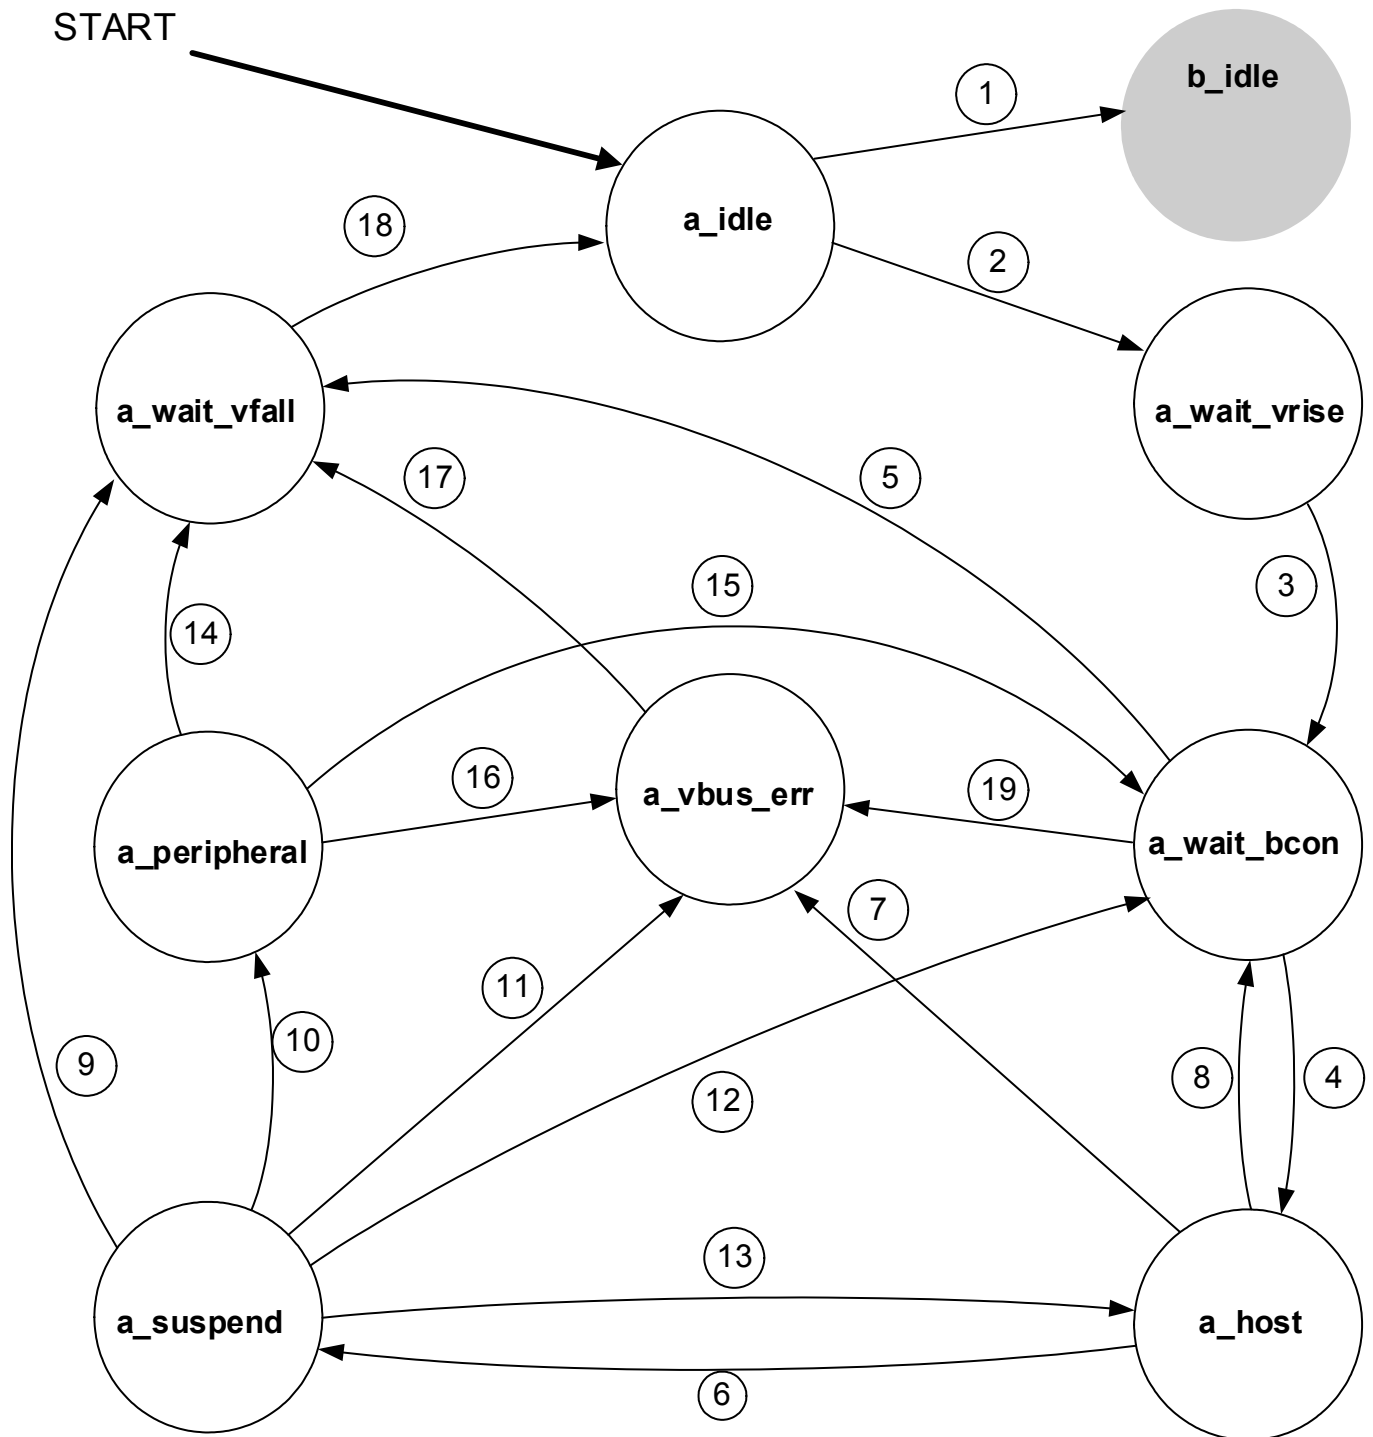 START
b_idle
1
a_idle
18
2
a_wait_vfall
a_wait_vrise
17
5
15
3
14
16
a_vbus_err
19
a_wait_bcon
a_peripheral
7
11
10
9
12
8
4
13
a_suspend
a_host
6